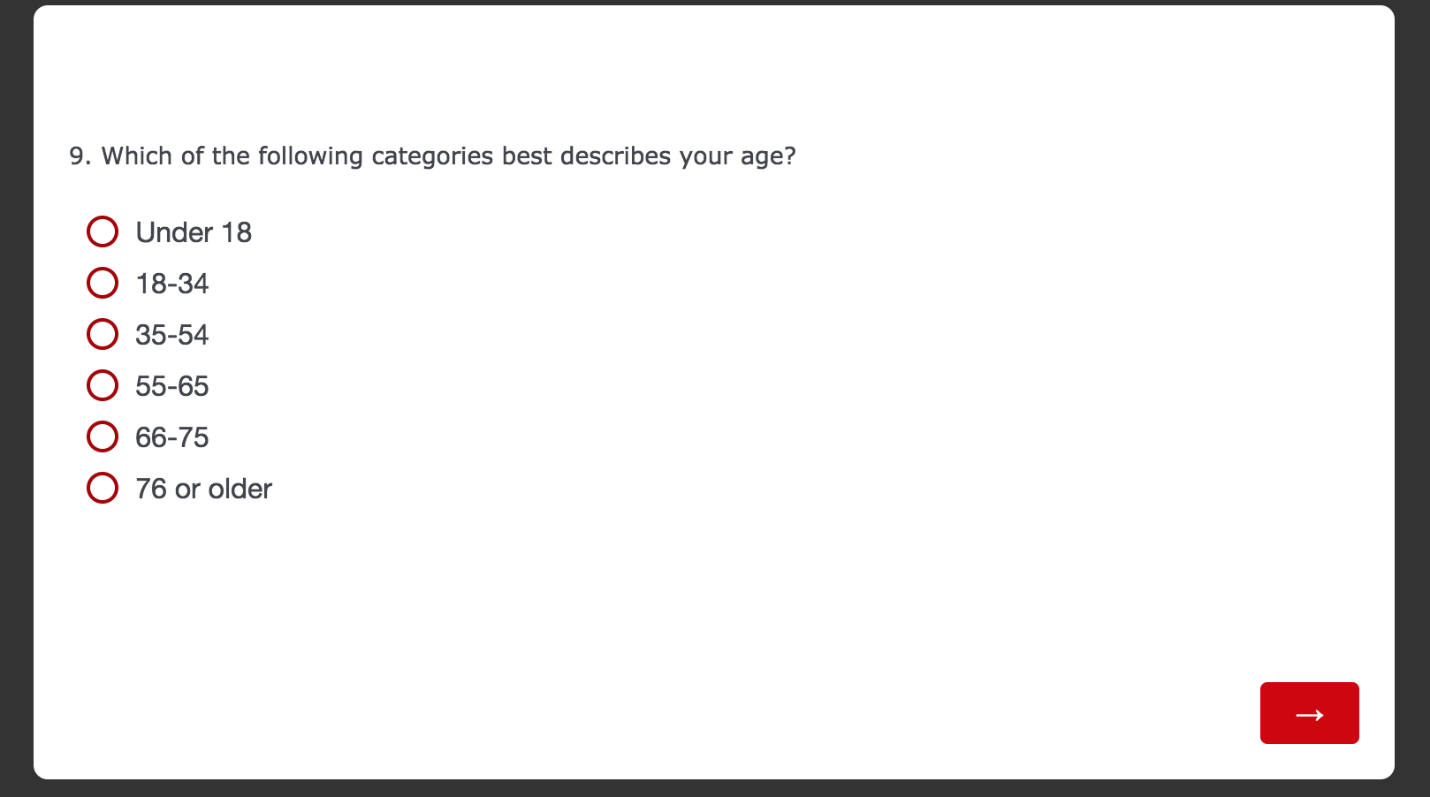 9. Which of the following categories best describes your age?
Under 18
18-34
35-54
55-65
66-75
76 or older
→